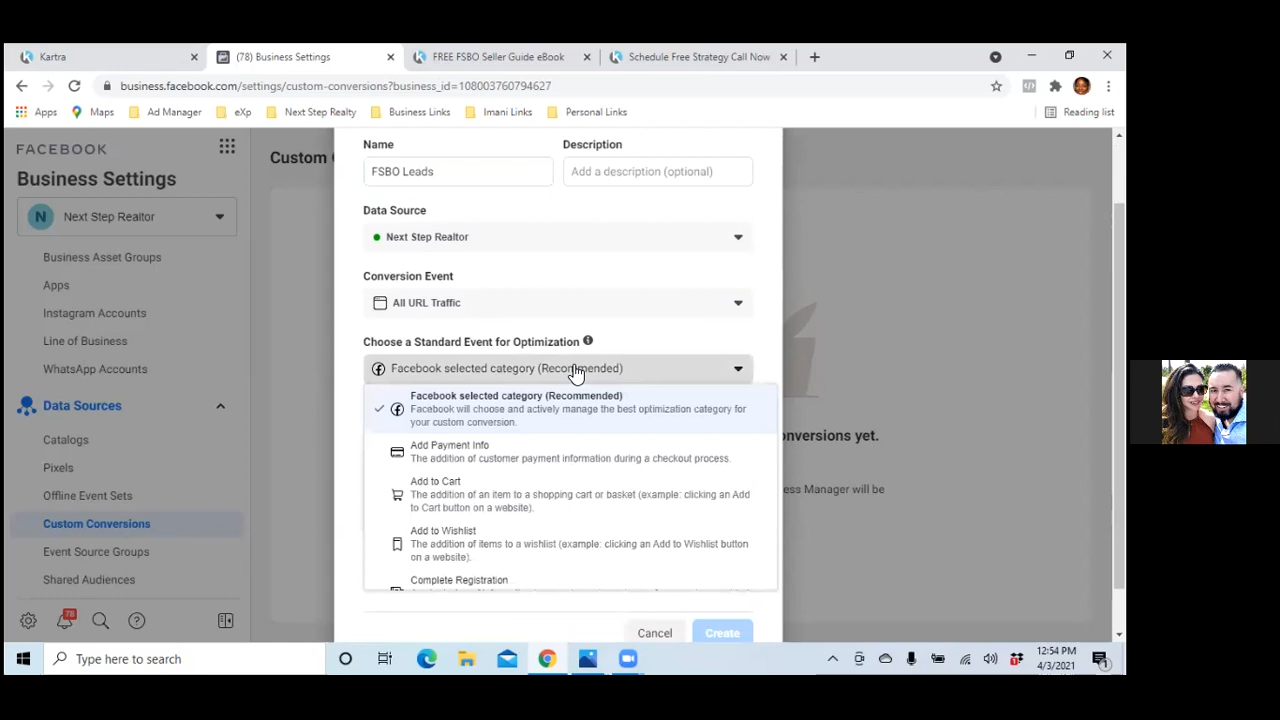 Kartra
(78) Business Settings
FREE FSBO Seller Guide eBook
Schedule Free Strategy Call Now
business.facebook.com/settings/custom-conversions?business_id=1080037607​94627
Apps
Maps
Ad Manager
eXp
Next Step Realty
Business Links
Imani Links
Personal Links
Reading list
FACEBOOK
Business Settings
N
Next Step Realtor
Business Asset Groups
Apps
Instagram Accounts
Line of Business
WhatsApp Accounts
Data Sources
Catalogs
Pixels
Offline Event Sets
Custom Conversions
Event Source Groups
Shared Audiences
78
Custom C
Name
Description
FSBO Leads
Add a description (optional)
Data Source
Next Step Realtor
Conversion Event
All URL Traffic
Choose a Standard Event for Optimization
Facebook selected category (Recommended)
Facebook selected category (Recommended)
Facebook will choose and actively manage the best optimization category for
your custom conversion.
Add Payment Info
The addition of customer payment information during a checkout process.
Add to Cart
The addition of an item to a shopping cart or basket (example: clicking an Add
to Cart button on a website).
Add to Wishlist
The addition of items to a wishlist (example: clicking an Add to Wishlist button
on a website).
Complete Registration
Cancel
Create
onversions yet.
ess Manager will be
Type here to search
12:54 PM
4/3/2021
1